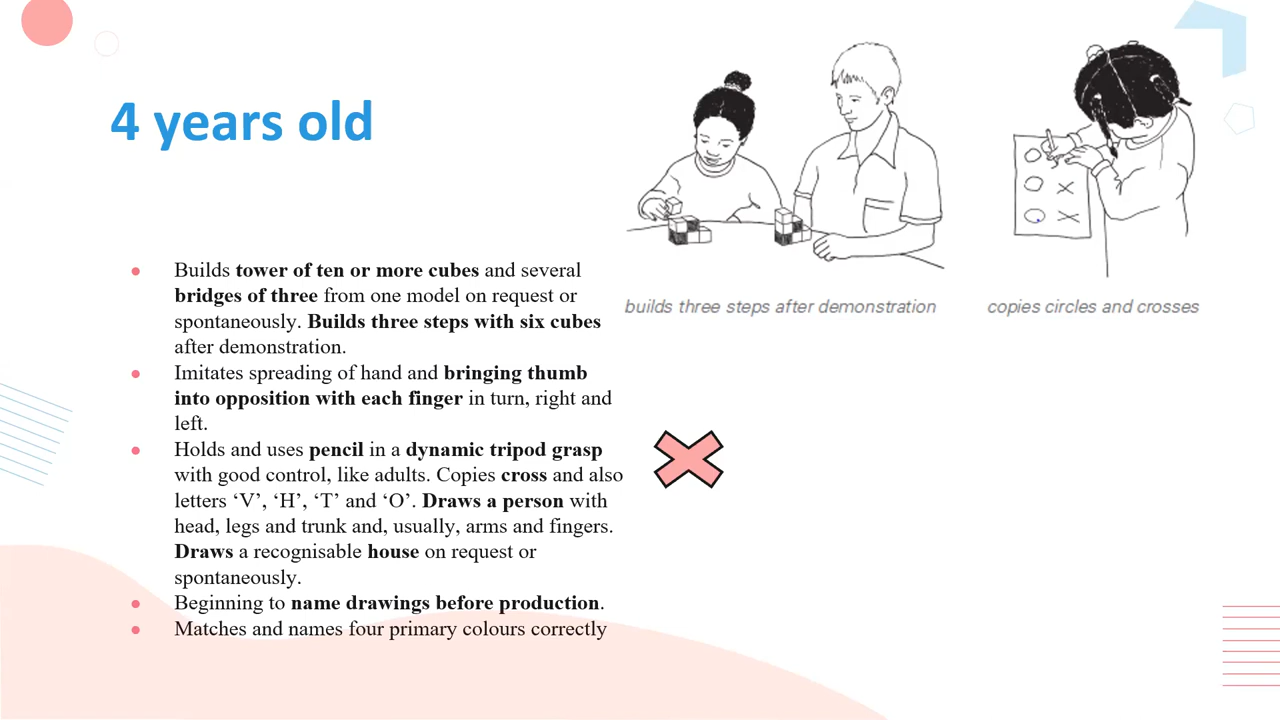 4 years old
Builds tower of ten or more cubes and several
bridges of three from one model on request or
spontaneously. Builds three steps with six cubes
after demonstration.
Imitates spreading of hand and bringing thumb
into opposition with each finger in turn, right and
left.
Holds and uses pencil in a dynamic tripod grasp
with good control, like adults. Copies cross and also
letters ‘V’, ‘H’, ‘T’ and ‘O’. Draws a person with
head, legs and trunk and, usually, arms and fingers.
Draws a recognisable house on request or
spontaneously.
Beginning to name drawings before production.
Matches and names four primary colours correctly
builds three steps after demonstration
copies circles and crosses